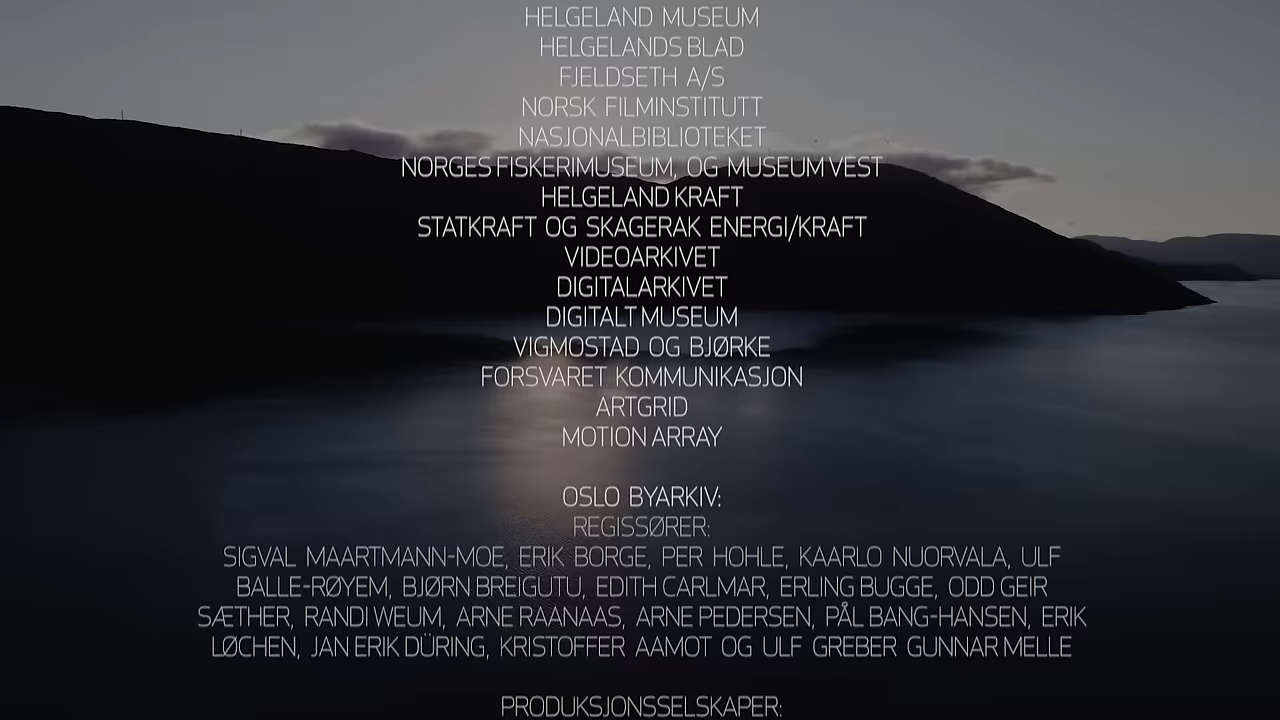 HELGELAND MUSEUM
HELGELANDS BLAD
FJELDSETH A/S
NORSK FILMINSTITUTT
NASJONALBIBLIOTEKET
NORGES FISKERIMUSEUM, OG MUSEUM VEST
HELGELAND KRAFT
STATKRAFT OG SKAGERAK ENERGI/KRAFT
VIDEOARKIVET
DIGITALARKIVET
DIGITALT MUSEUM
VIGMOSTAD OG BJØRKE
FORSVARET KOMMUNIKASJON
ARTGRID
MOTION ARRAY
OSLO BYARKIV:
REGISSØRER:
SIGVAL MAARTMANN-MOE, ERIK BORGE, PER HOHLE, KAARLO NUORVALA, ULF
BALLE-RØYEM, BJØRN BREIGUTU, EDITH CARLMAR, ERLING BUGGE, ODD GEIR
SÆTHER, RANDI WEUM, ARNE RAANAAS, ARNE PEDERSEN, PÅL BANG-HANSEN, ERIK
LØCHEN, JAN ERIK DÜRING, KRISTOFFER AAMOT OG ULF GREBER GUNNAR MELLE
PRODUKSJONSSELSKAPER: